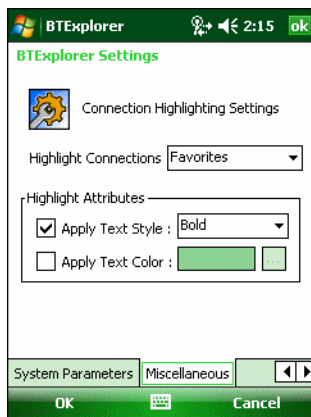 BTExplorer 2:15 ok
BTExplorer Settings
Connection Highlighting Settings
Highlight Connections Favorites
Highlight Attributes
Apply Text Style : Bold
Apply Text Color : ...
System Parameters Miscellaneous
OK Cancel